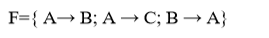 F={ A→ B; A → C; B → A}